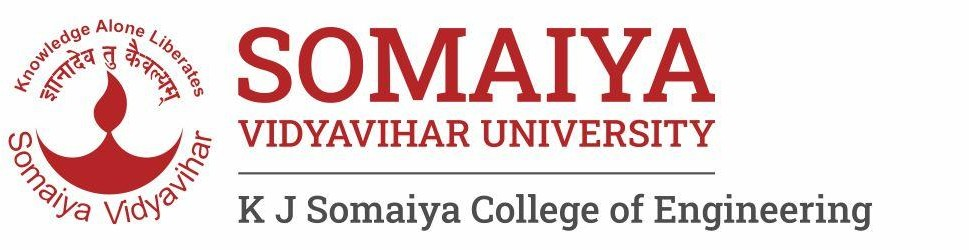 Knowledge Alone Liberates
ज्ञानादेव तु कैवल्यम्
Somaiya Vidyavihar
SOMAIYA
VIDYAVIHAR UNIVERSITY
K J Somaiya College of Engineering